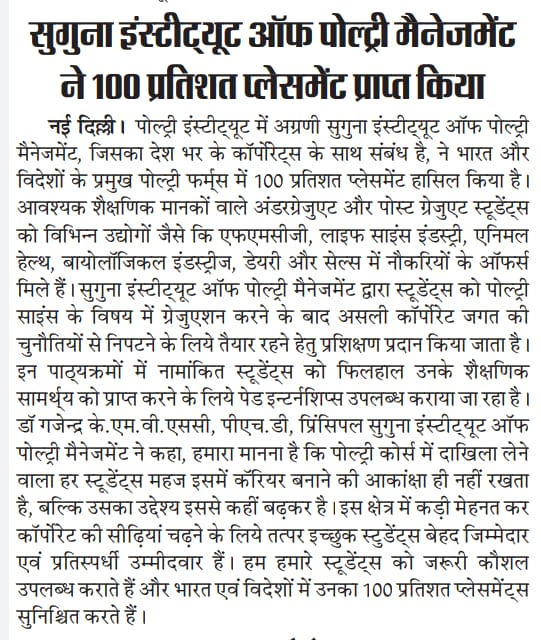 सुगुना इंस्टीट्यूट ऑफ पोल्ट्री मैनेजमेंट
ने 100 प्रतिशत प्लेसमेंट प्राप्त किया
नई दिल्ली। पोल्ट्री इंस्टीट्यूट में अग्रणी सुगुना इंस्टीट्यूट ऑफ पोल्ट्री
मैनेजमेंट, जिसका देश भर के कॉर्पोरेट्स के साथ संबंध है, ने भारत और
विदेशों के प्रमुख पोल्ट्री फर्म्स में 100 प्रतिशत प्लेसमेंट हासिल किया है।
आवश्यक शैक्षणिक मानकों वाले अंडरग्रेजुएट और पोस्ट ग्रेजुएट स्टूडेंट्स
को विभिन्न उद्योगों जैसे कि एफएमसीजी, लाइफ साइंस इंडस्ट्री, एनिमल
हेल्थ, बायोलॉजिकल इंडस्ट्रीज, डेयरी और सेल्स में नौकरियों के ऑफर्स
मिले हैं। सुगुना इंस्टीट्यूट ऑफ पोल्ट्री मैनेजमेंट द्वारा स्टूडेंट्स को पोल्ट्री
साइंस के विषय में ग्रेजुएशन करने के बाद असली कॉर्पोरेट जगत की
चुनौतियों से निपटने के लिये तैयार रहने हेतु प्रशिक्षण प्रदान किया जाता है।
इन पाठ्यक्रमों में नामांकित स्टूडेंट्स को फिलहाल उनके शैक्षणिक
सामर्थ्य को प्राप्त करने के लिये पेड इन्टर्नशिप्स उपलब्ध कराया जा रहा है।
डॉ गजेन्द्र के.एम.वी.एससी, पीएच.डी, प्रिंसिपल सुगुना इंस्टीट्यूट ऑफ
पोल्ट्री मैनेजमेंट ने कहा, हमारा मानना है कि पोल्ट्री कोर्स में दाखिला लेने
वाला हर स्टूडेंट्स महज इसमें कॅरियर बनाने की आकांक्षा ही नहीं रखता
है, बल्कि उसका उद्देश्य इससे कहीं बढ़कर है। इस क्षेत्र में कड़ी मेहनत कर
कॉर्पोरेट की सीढ़ियां चढ़ने के लिये तत्पर इच्छुक स्टुडेंट्स बेहद जिम्मेदार
एवं प्रतिस्पर्धी उम्मीदवार हैं। हम हमारे स्टूडेंट्स को जरूरी कौशल
उपलब्ध कराते हैं और भारत एवं विदेशों में उनका 100 प्रतिशत प्लेसमेंट्स
सुनिश्चित करते हैं।